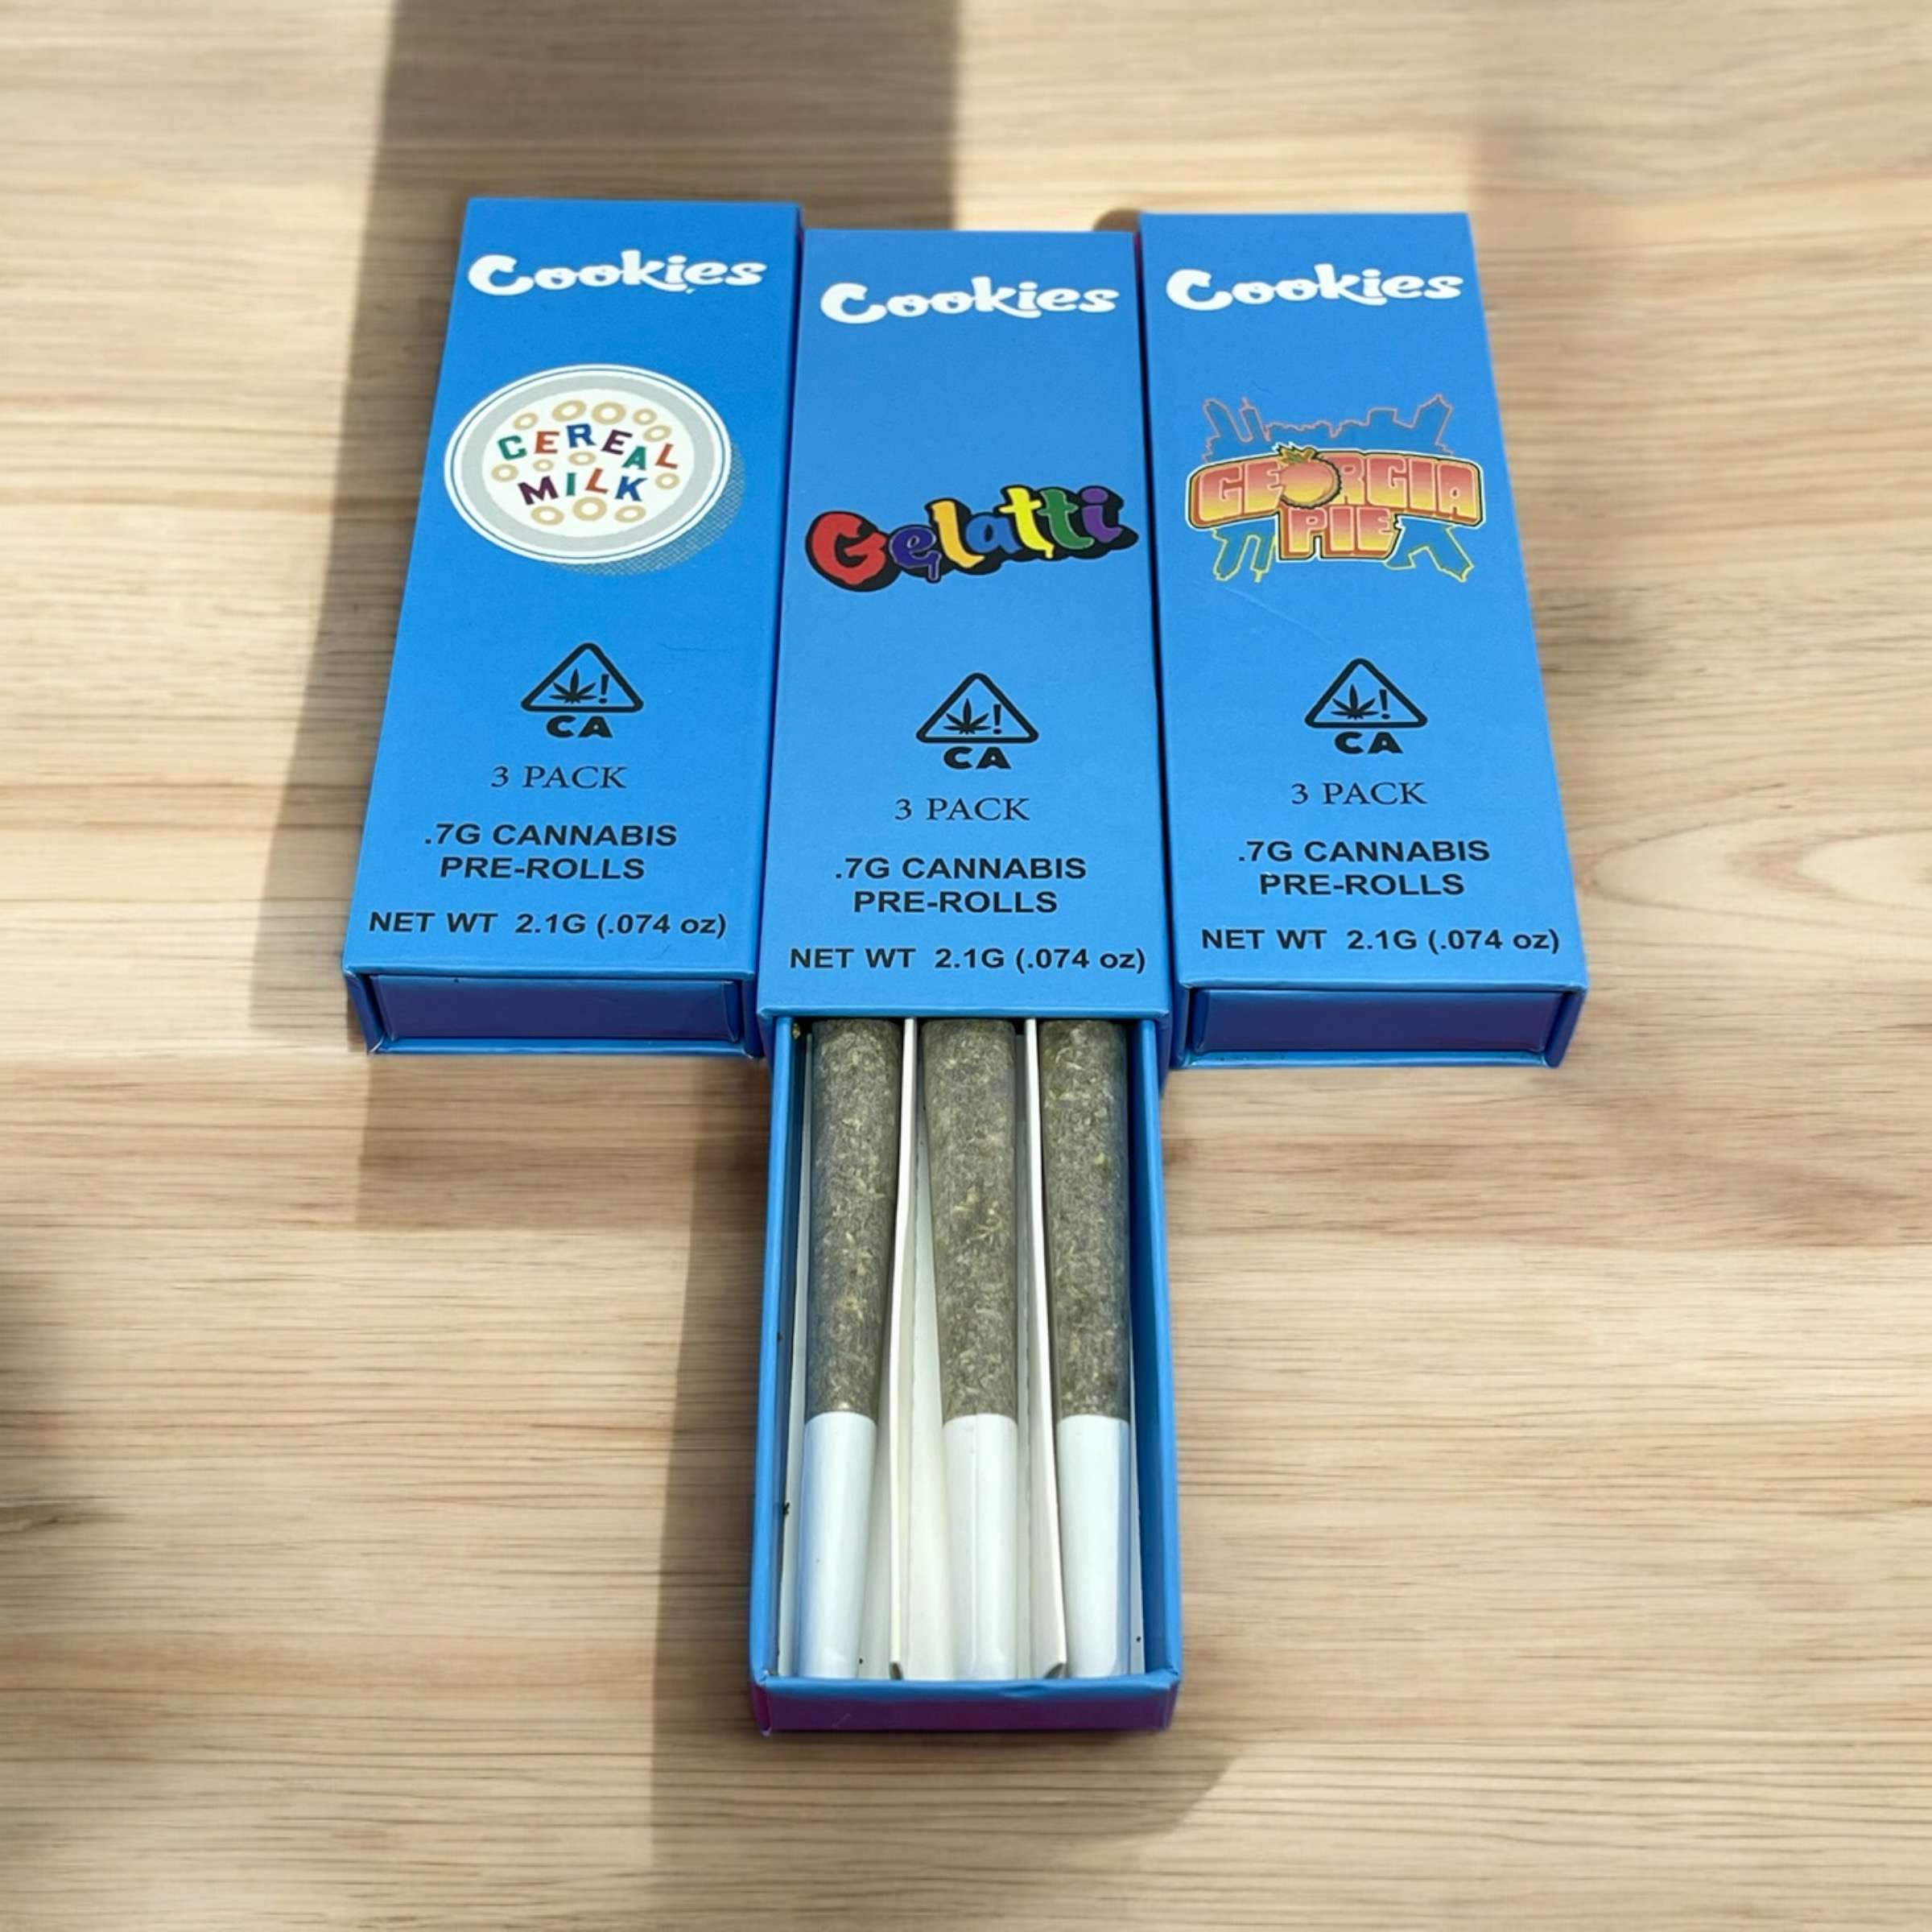 Cookies
CEREAL
MILK
CA
3 PACK
.7G CANNABIS
PRE-ROLLS
NET WT 2.1G (.074 oz)
Cookies
Gelatti
CA
3 PACK
.7G CANNABIS
PRE-ROLLS
NET WT 2.1G (.074 oz)
Cookies
GEORGIA
PIE
CA
3 PACK
.7G CANNABIS
PRE-ROLLS
NET WT 2.1G (.074 oz)